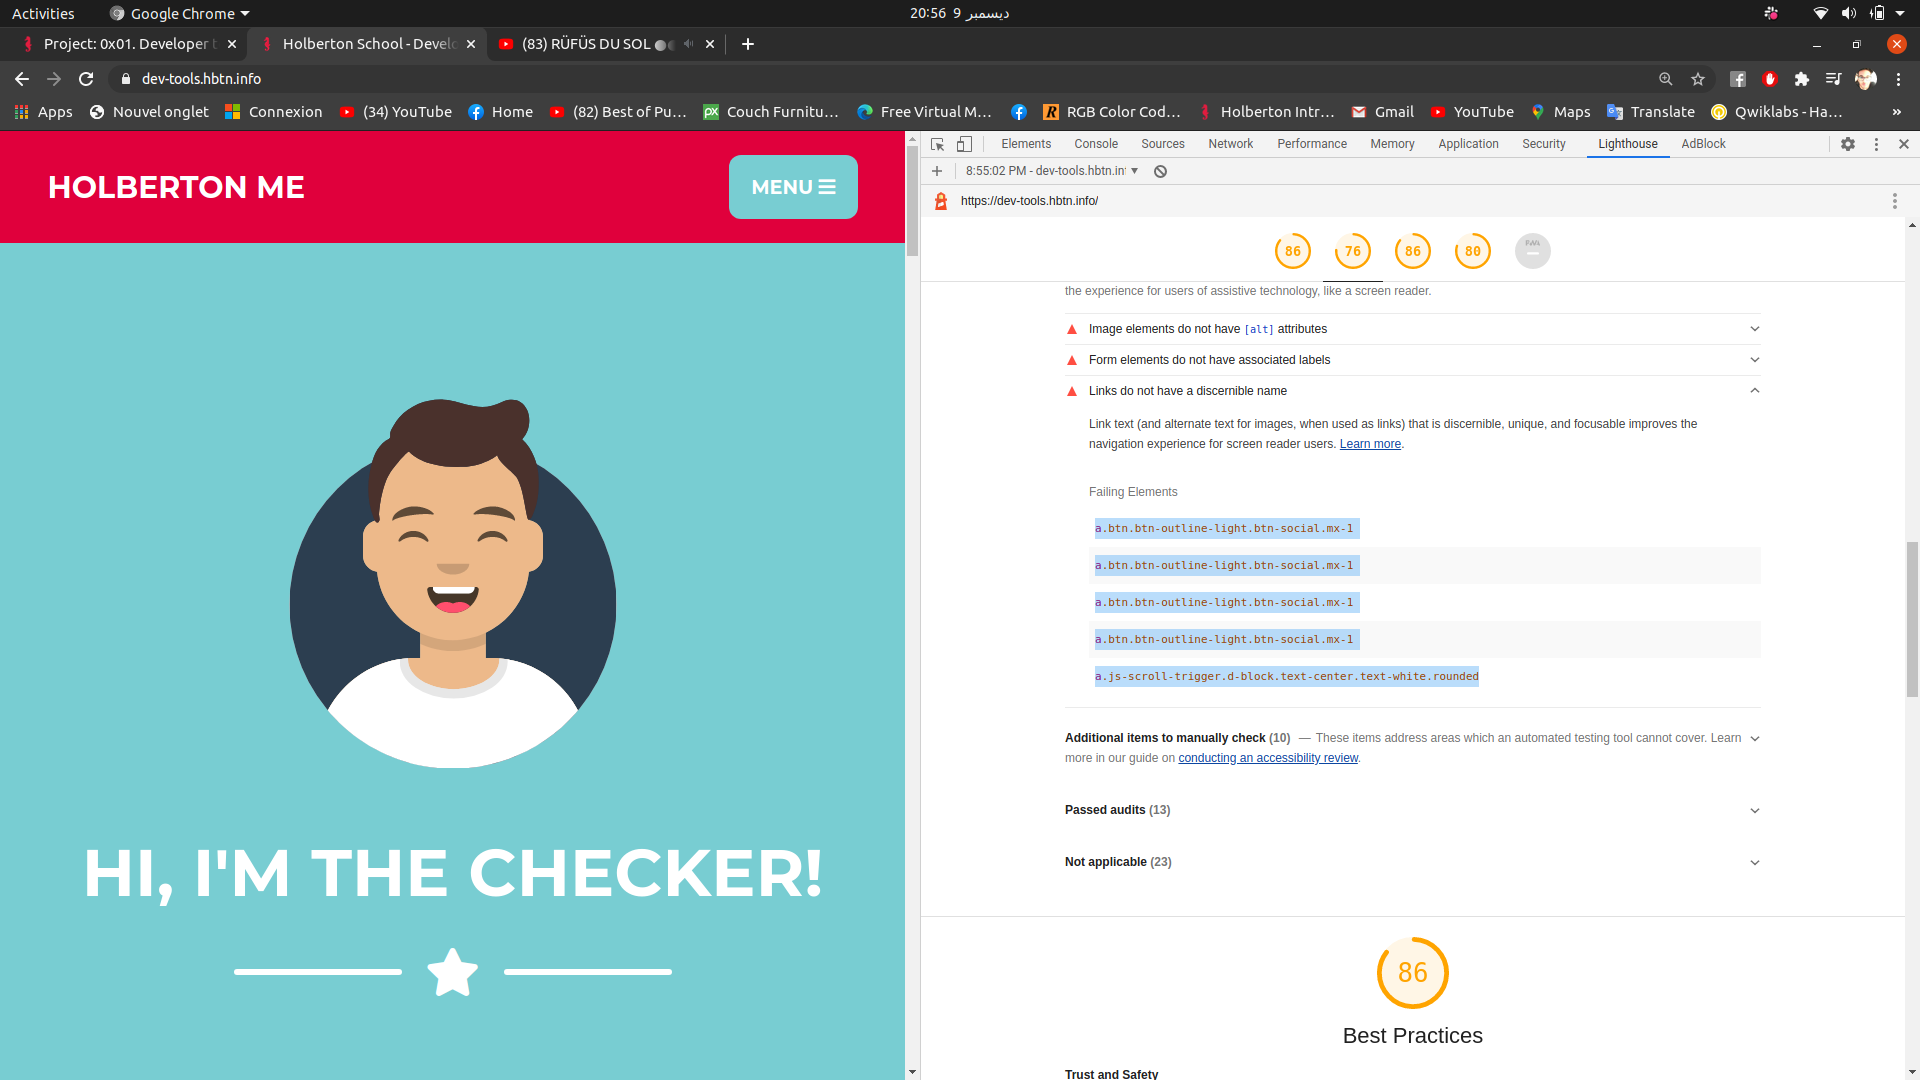 Activities
Google Chrome
20:56 9 ديسمبر
Project: 0x01. Developer t
Holberton School - Develo
(83) RÜFÜS DU SOL
dev-tools.hbtn.info
Apps
Nouvel onglet
Connexion
(34) YouTube
Home
(82) Best of Pu...
Couch Furnitu...
Free Virtual M...
RGB Color Cod...
Holberton Intr...
Gmail
YouTube
Maps
Translate
Qwiklabs - Ha...
»
HOLBERTON ME
MENU
HI, I'M THE CHECKER!
Elements
Console
Sources
Network
Performance
Memory
Application
Security
Lighthouse
AdBlock
8:55:02 PM - dev-tools.hbtn.in
https://dev-tools.hbtn.info/
86
76
86
80
the experience for users of assistive technology, like a screen reader.
Image elements do not have [alt] attributes
Form elements do not have associated labels
Links do not have a discernible name
Link text (and alternate text for images, when used as links) that is discernible, unique, and focusable improves the
navigation experience for screen reader users. Learn more.
Failing Elements
a.btn.btn-outline-light.btn-social.mx-1
a.btn.btn-outline-light.btn-social.mx-1
a.btn.btn-outline-light.btn-social.mx-1
a.btn.btn-outline-light.btn-social.mx-1
a.js-scroll-trigger.d-block.text-center.text-white.rounded
Additional items to manually check (10) — These items address areas which an automated testing tool cannot cover. Learn
more in our guide on conducting an accessibility review.
Passed audits (13)
Not applicable (23)
86
Best Practices
Trust and Safety